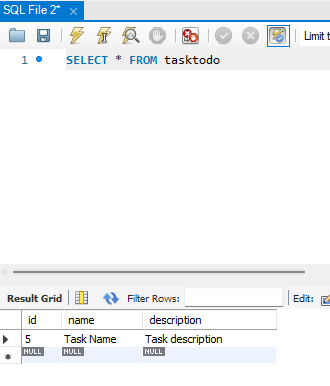 SQL File 2*
Limit t
1 SELECT * FROM tasktodo
Result Grid Filter Rows: Edit:
id name description
5 Task Name Task description
NULL NULL NULL